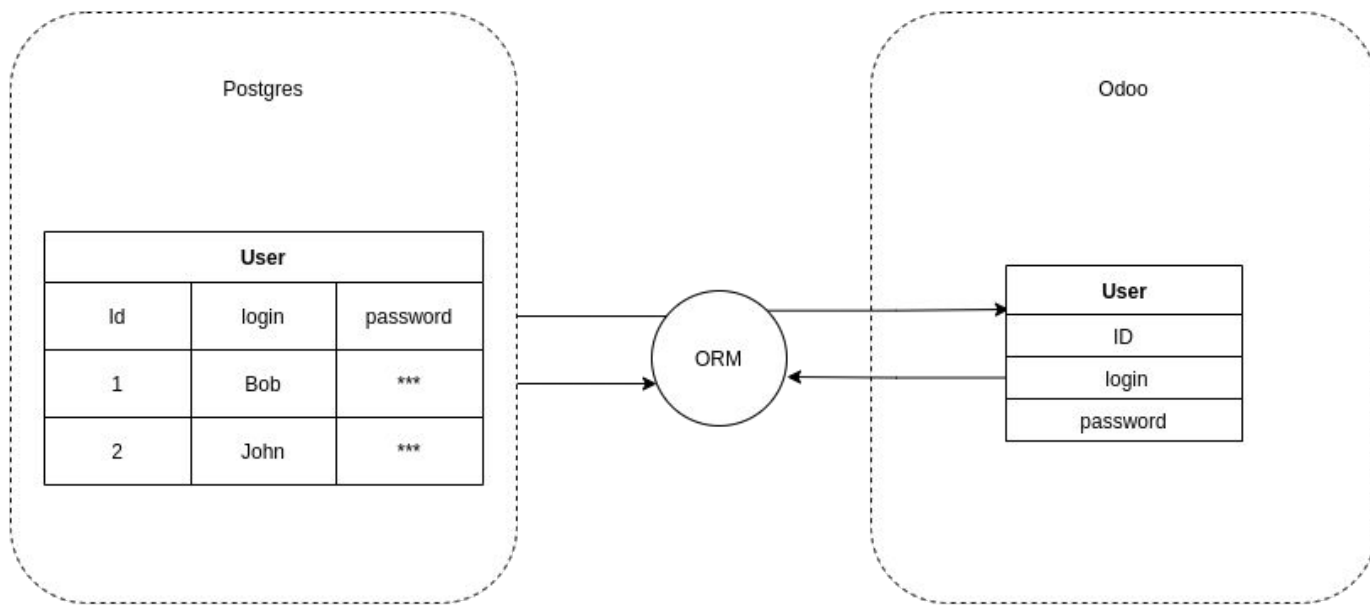 Postgres
Odoo
User
Id login password
1 Bob ***
2 John ***
ORM
User
ID
login
password